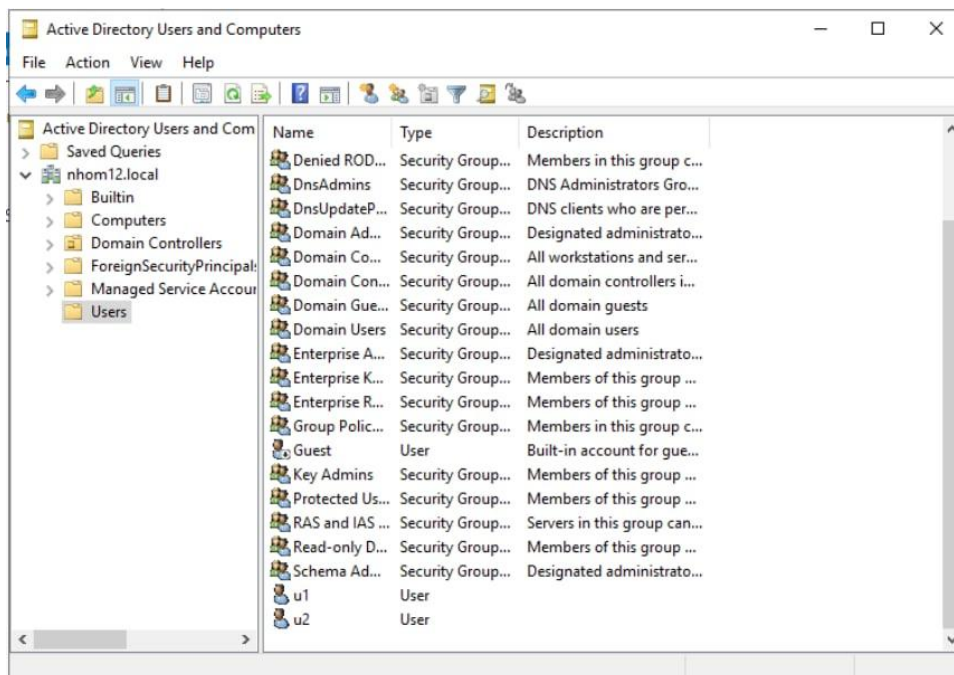 Active Directory Users and Computers
File Action View Help
Active Directory Users and Com
Saved Queries
nhom12.local
Builtin
Computers
Domain Controllers
ForeignSecurityPrincipals
Managed Service Accour
Users
Name Type Description
Denied ROD... Security Group... Members in this group c...
DnsAdmins Security Group... DNS Administrators Gro...
DnsUpdateP... Security Group... DNS clients who are per...
Domain Ad... Security Group... Designated administrato...
Domain Co... Security Group... All workstations and ser...
Domain Con... Security Group... All domain controllers i...
Domain Gue... Security Group... All domain guests
Domain Users Security Group... All domain users
Enterprise A... Security Group... Designated administrato...
Enterprise K... Security Group... Members of this group ...
Enterprise R... Security Group... Members of this group ...
Group Polic... Security Group... Members in this group c...
Guest User Built-in account for gue...
Key Admins Security Group... Members of this group ...
Protected Us... Security Group... Members of this group ...
RAS and IAS ... Security Group... Servers in this group can...
Read-only D... Security Group... Members of this group ...
Schema Ad... Security Group... Designated administrato...
u1 User
u2 User